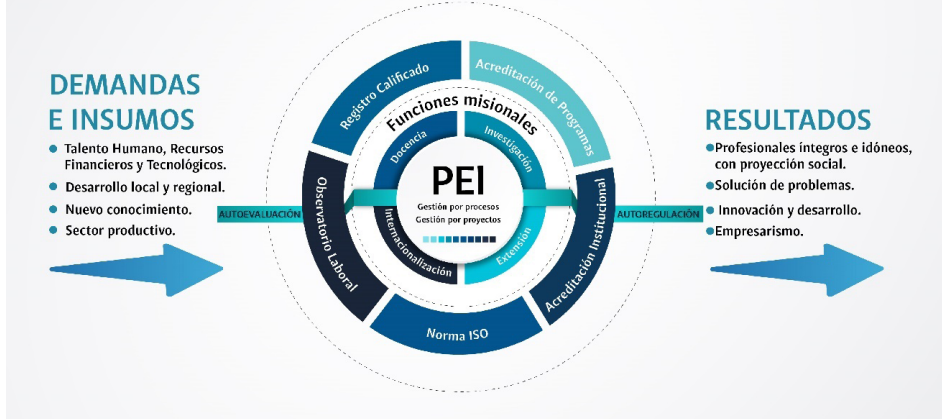 DEMANDAS
E INSUMOS
Talento Humano, Recursos
Financieros y Tecnológicos.
Desarrollo local y regional.
Nuevo conocimiento.
Sector productivo.
AUTOEVALUACIÓN
Registro Calificado
Acreditación de Programas
Acreditación Institucional
Norma ISO
Observatorio Laboral
Funciones misionales
Docencia
Investigación
Extensión
Internacionalización
PEI
Gestión por procesos
Gestión por proyectos
AUTOREGULACIÓN
RESULTADOS
Profesionales íntegros e idóneos,
con proyección social.
Solución de problemas.
Innovación y desarrollo.
Empresarismo.